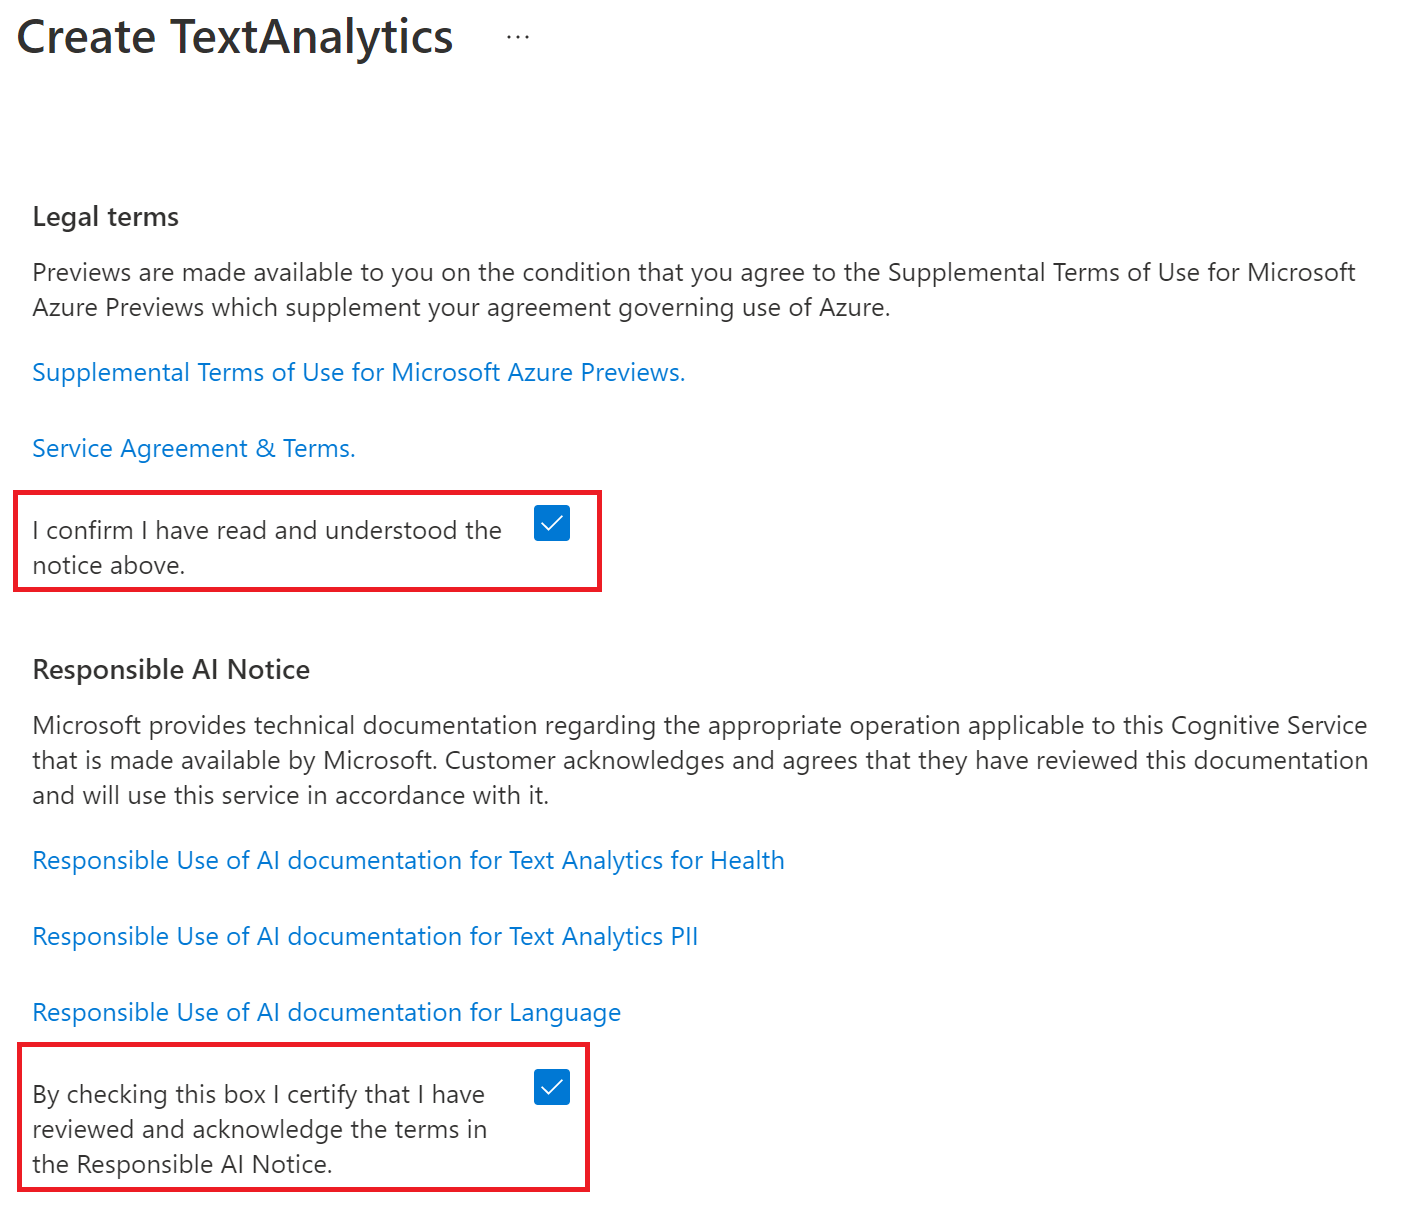 Create TextAnalytics ...
Legal terms
Previews are made available to you on the condition that you agree to the Supplemental Terms of Use for Microsoft
Azure Previews which supplement your agreement governing use of Azure.
Supplemental Terms of Use for Microsoft Azure Previews.
Service Agreement & Terms.
I confirm I have read and understood the
notice above.
Responsible AI Notice
Microsoft provides technical documentation regarding the appropriate operation applicable to this Cognitive Service
that is made available by Microsoft. Customer acknowledges and agrees that they have reviewed this documentation
and will use this service in accordance with it.
Responsible Use of AI documentation for Text Analytics for Health
Responsible Use of AI documentation for Text Analytics PII
Responsible Use of AI documentation for Language
By checking this box I certify that I have
reviewed and acknowledge the terms in
the Responsible AI Notice.